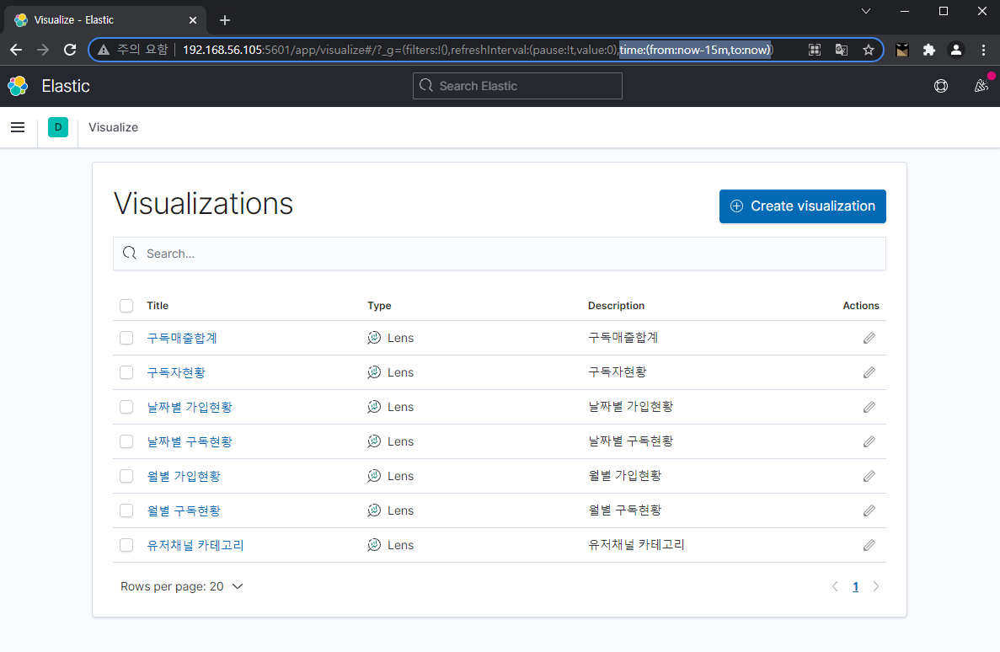 Visualize - Elastic
주의 요함 192.168.56.105:5601/app/visualize#/?_g=(filters:!(),refreshInterval:(pause:!t,value:0),time:(from:now-15m,to:now))
Elastic
Search Elastic
D
Visualize
Visualizations
Create visualization
Search...
Title Type Description Actions
구독매출합계 Lens 구독매출합계
구독자현황 Lens 구독자현황
날짜별 가입현황 Lens 날짜별 가입현황
날짜별 구독현황 Lens 날짜별 구독현황
월별 가입현황 Lens 월별 가입현황
월별 구독현황 Lens 월별 구독현황
유저채널 카테고리 Lens 유저채널 카테고리
Rows per page: 20 1